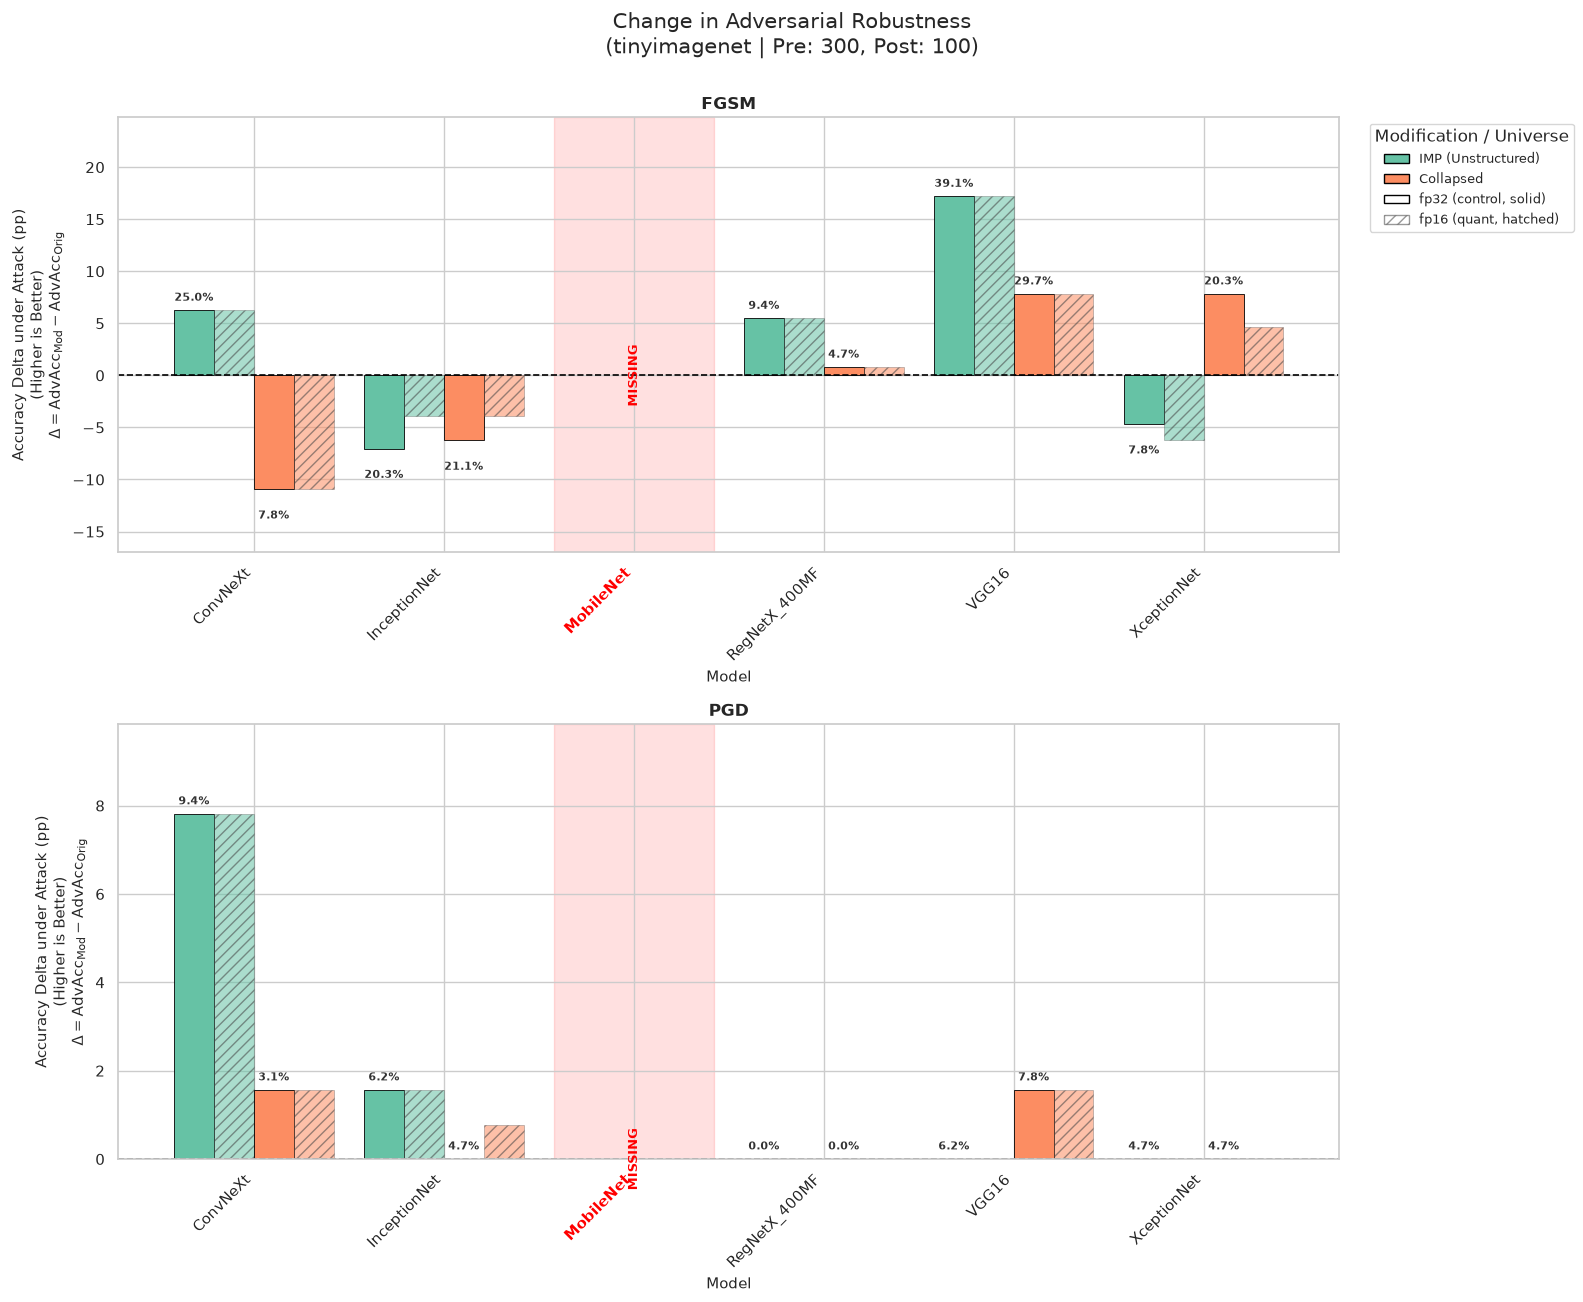 Change in Adversarial Robustness
(tinyimagenet | Pre: 300, Post: 100)
FGSM
Accuracy Delta under Attack (pp)
(Higher is Better)
Δ = AdvAcc_Mod − AdvAcc_Orig
20
15
10
5
0
−5
−10
−15
25.0%
7.8%
20.3%
21.1%
MISSING
9.4%
4.7%
39.1%
29.7%
7.8%
20.3%
ConvNeXt
InceptionNet
MobileNet
RegNetX_400MF
VGG16
XceptionNet
Model
Modification / Universe
IMP (Unstructured)
Collapsed
fp32 (control, solid)
fp16 (quant, hatched)
PGD
Accuracy Delta under Attack (pp)
(Higher is Better)
Δ = AdvAcc_Mod − AdvAcc_Orig
8
6
4
2
0
9.4%
3.1%
6.2%
4.7%
MISSING
0.0%
0.0%
6.2%
7.8%
4.7%
4.7%
ConvNeXt
InceptionNet
MobileNet
RegNetX_400MF
VGG16
XceptionNet
Model